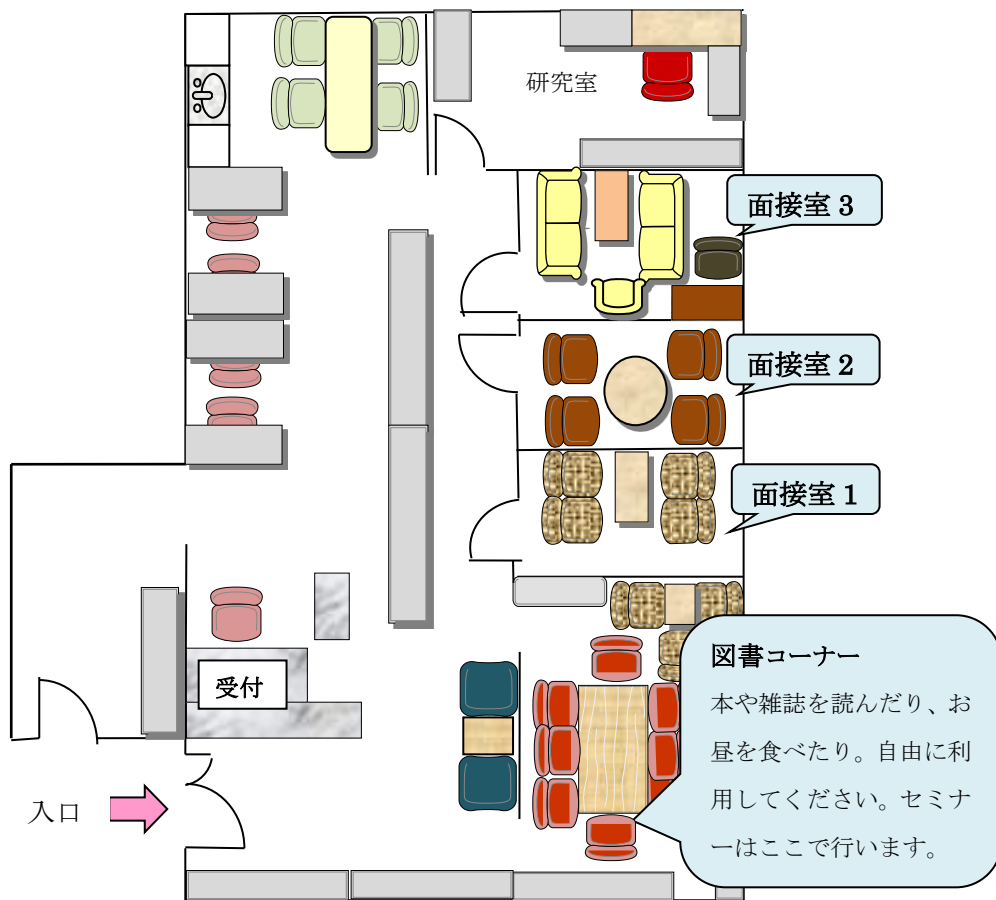 研究室
面接室 3
面接室 2
面接室 1
受付
図書コーナー
本や雑誌を読んだり、お
昼を食べたり。自由に利
用してください。セミナ
ーはここで行います。
入口